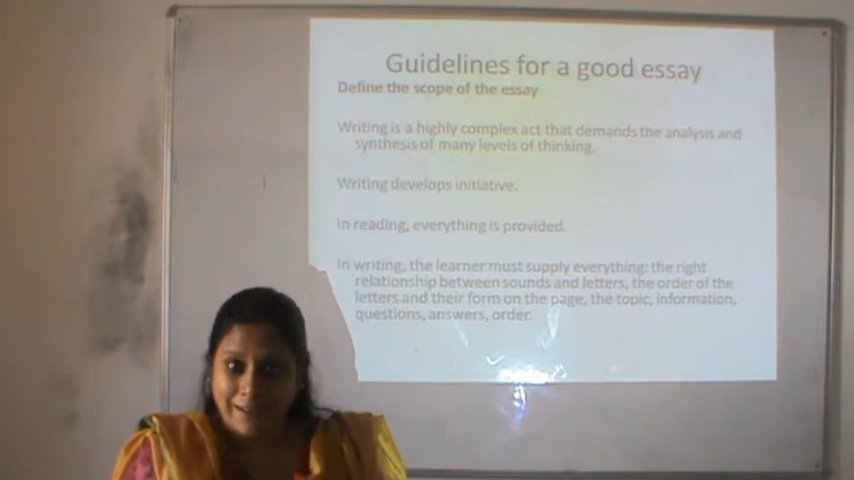 Guidelines for a good essay
Define the scope of the essay
Writing is a highly complex act that demands the analysis and
synthesis of many levels of thinking.
Writing develops initiative.
In reading, everything is provided.
In writing, the learner must supply everything: the right
relationship between sounds and letters, the order of the
letters and their form on the page, the topic, information,
questions, answers, order.